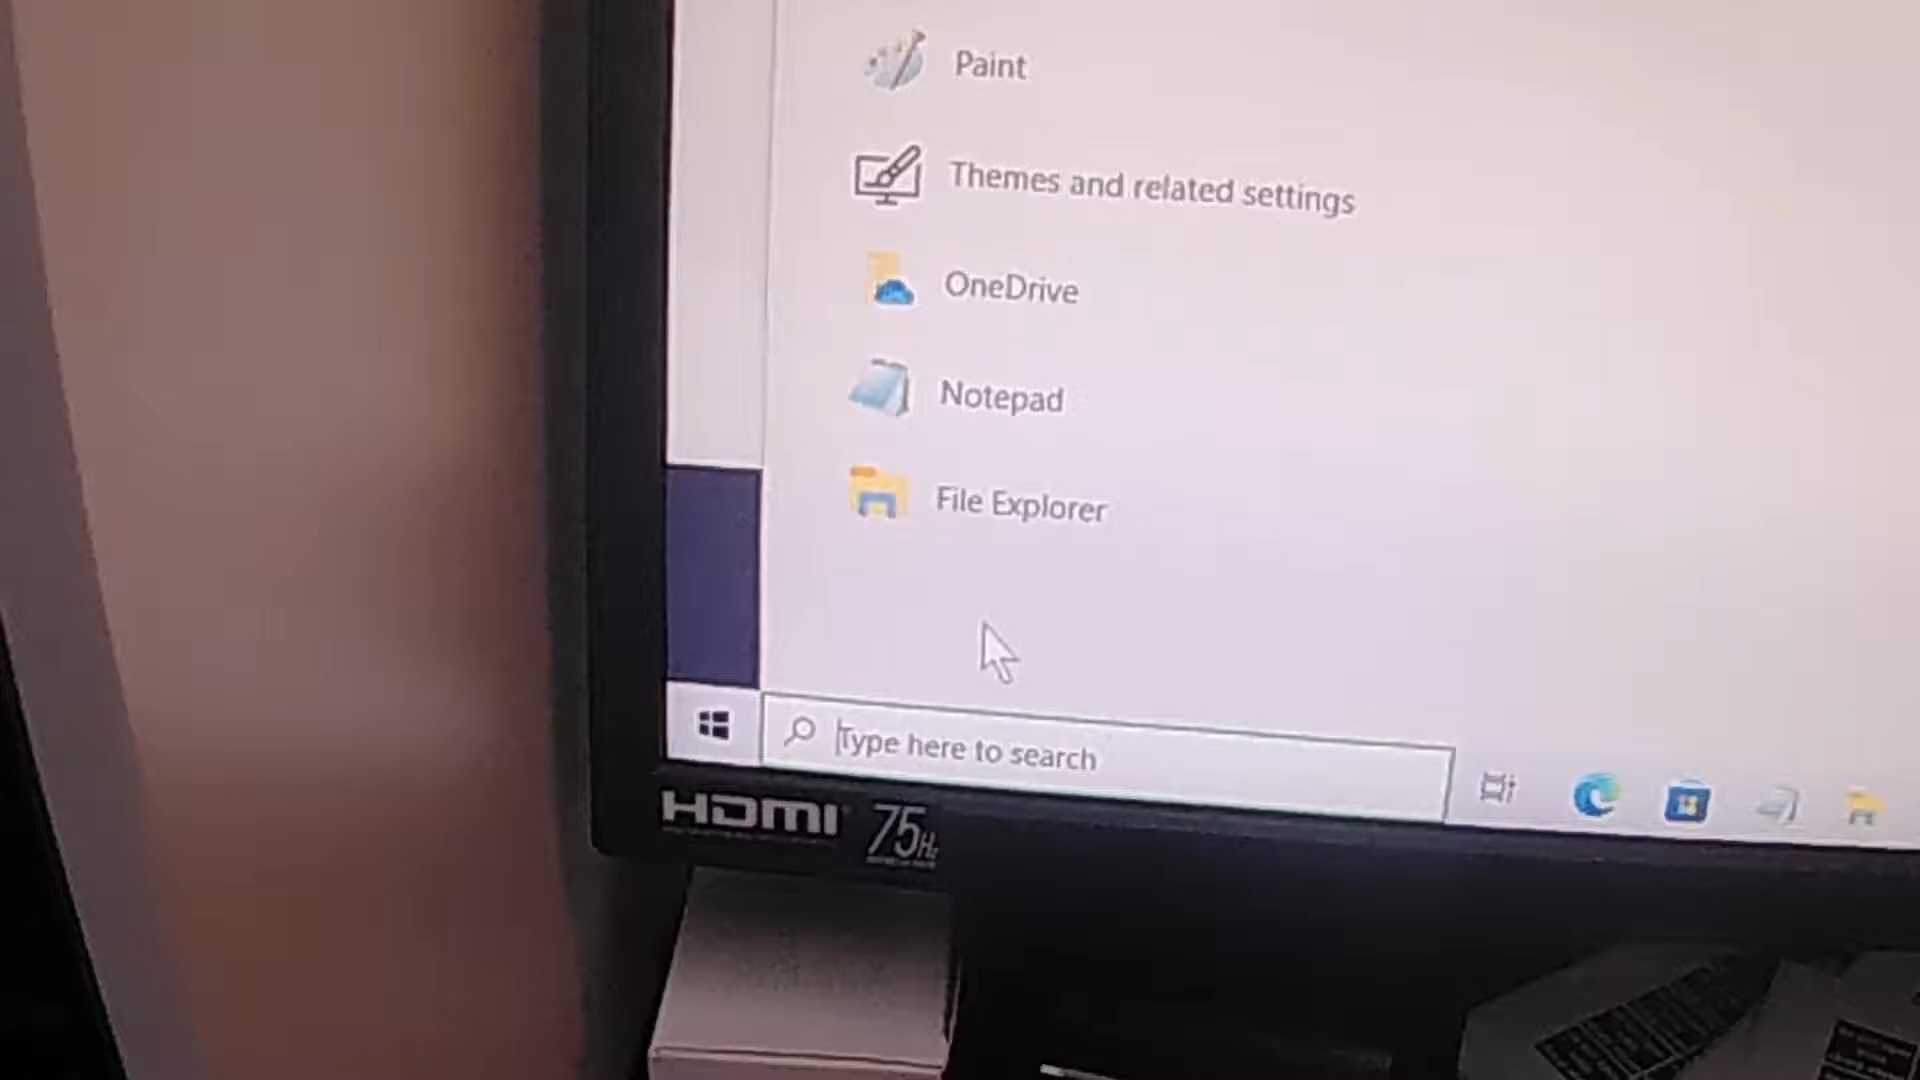 Paint
Themes and related settings
OneDrive
Notepad
File Explorer
Type here to search
HDMI 75Hz